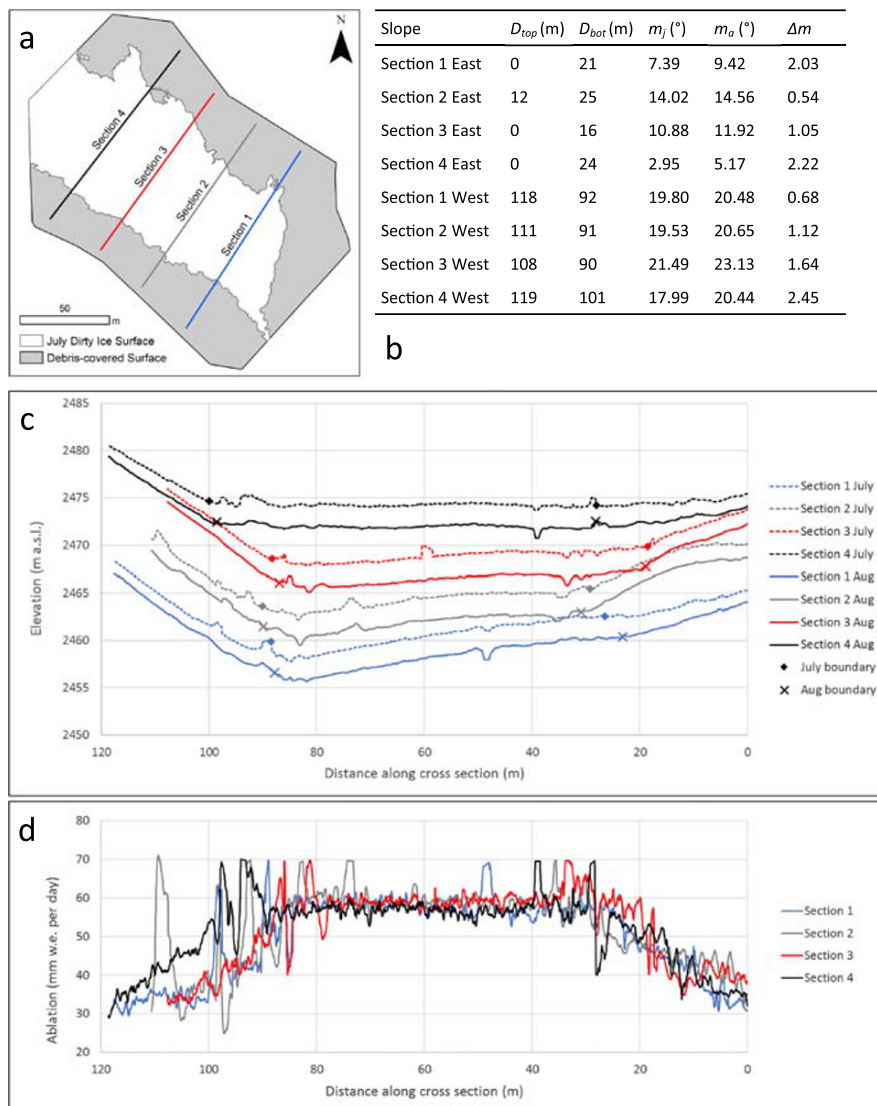 a
N
Section 4
Section 3
Section 2
Section 1
50
m
July Dirty Ice Surface
Debris-covered Surface
Slope D_top (m) D_bot (m) m_j (°) m_a (°) Δm
Section 1 East 0 21 7.39 9.42 2.03
Section 2 East 12 25 14.02 14.56 0.54
Section 3 East 0 16 10.88 11.92 1.05
Section 4 East 0 24 2.95 5.17 2.22
Section 1 West 118 92 19.80 20.48 0.68
Section 2 West 111 91 19.53 20.65 1.12
Section 3 West 108 90 21.49 23.13 1.64
Section 4 West 119 101 17.99 20.44 2.45
b
c
2485
2480
2475
2470
2465
2460
2455
2450
Elevation (m a.s.l.)
120 100 80 60 40 20 0
Distance along cross section (m)
Section 1 July
Section 2 July
Section 3 July
Section 4 July
Section 1 Aug
Section 2 Aug
Section 3 Aug
Section 4 Aug
July boundary
Aug boundary
d
80
70
60
50
40
30
20
Ablation (mm w.e. per day)
120 100 80 60 40 20 0
Distance along cross section (m)
Section 1
Section 2
Section 3
Section 4